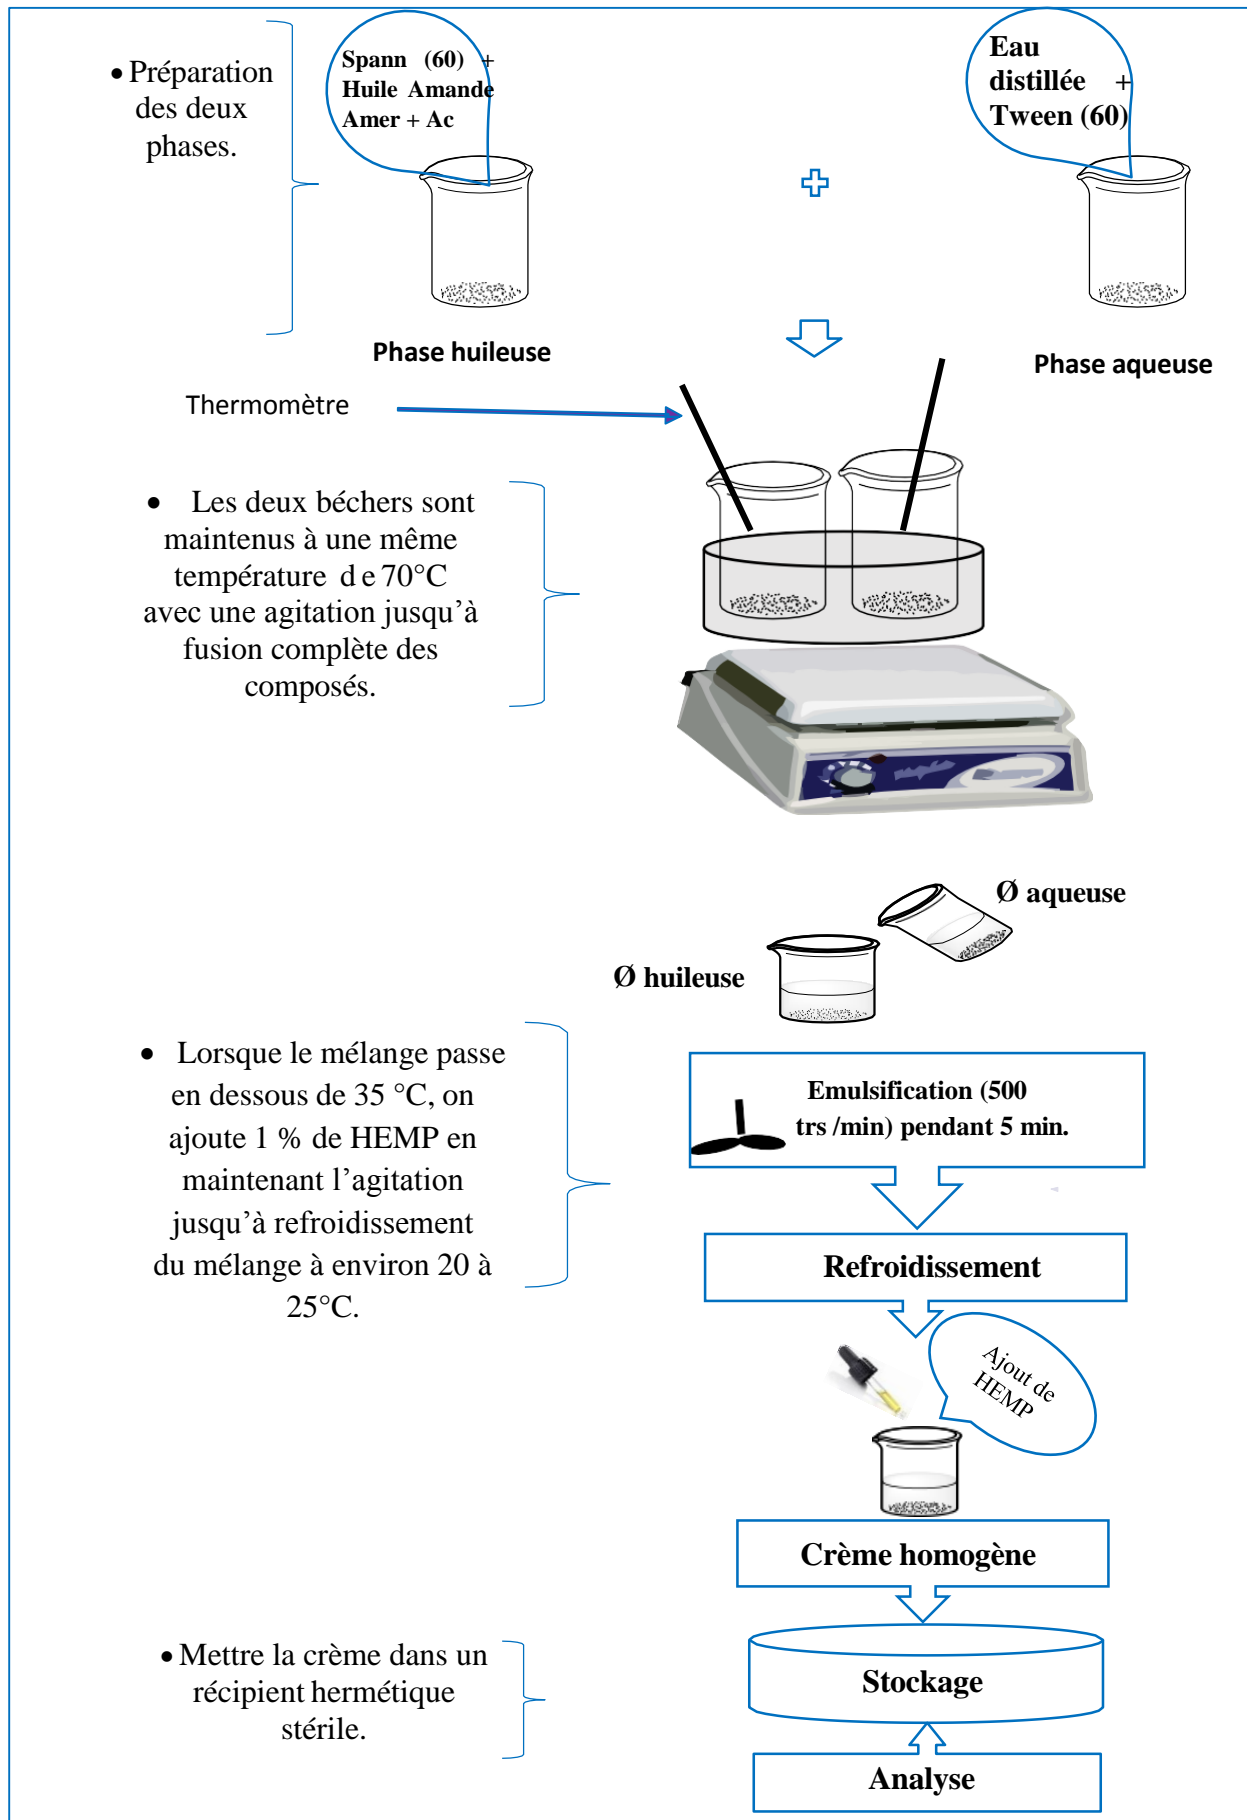 • Préparation
des deux
phases.
Spann (60) +
Huile Amande
Amer + Ac
Eau
distillée +
Tween (60)
Phase huileuse
Phase aqueuse
Thermomètre
• Les deux béchers sont
maintenus à une même
température d e 70°C
avec une agitation jusqu’à
fusion complète des
composés.
Ø aqueuse
Ø huileuse
• Lorsque le mélange passe
en dessous de 35 °C, on
ajoute 1 % de HEMP en
maintenant l’agitation
jusqu’à refroidissement
du mélange à environ 20 à
25°C.
Emulsification (500
trs /min) pendant 5 min.
Refroidissement
Ajout de
HEMP
Crème homogène
• Mettre la crème dans un
récipient hermétique
stérile.
Stockage
Analyse